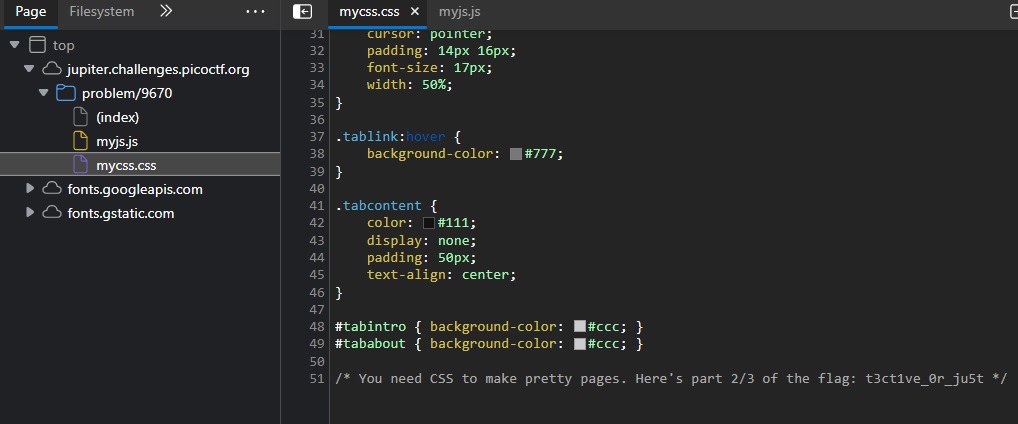 Page Filesystem
top
jupiter.challenges.picoctf.org
problem/9670
(index)
myjs.js
mycss.css
fonts.googleapis.com
fonts.gstatic.com
mycss.css × myjs.js
31 cursor: pointer;
32 padding: 14px 16px;
33 font-size: 17px;
34 width: 50%;
35 }
36
37 .tablink:hover {
38 background-color: #777;
39 }
40
41 .tabcontent {
42 color: #111;
43 display: none;
44 padding: 50px;
45 text-align: center;
46 }
47
48 #tabintro { background-color: #ccc; }
49 #tababout { background-color: #ccc; }
50
51 /* You need CSS to make pretty pages. Here's part 2/3 of the flag: t3ct1ve_0r_ju5t */